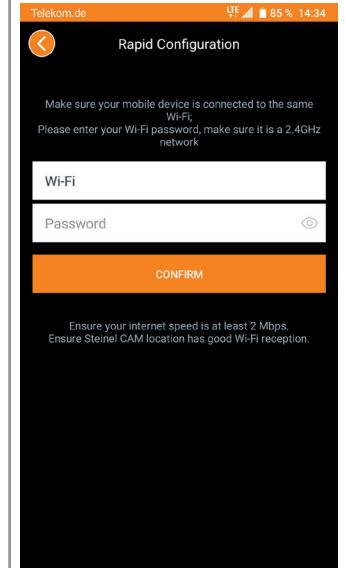 Telekom.de LTE 85 % 14:34
Rapid Configuration
Make sure your mobile device is connected to the same
Wi-Fi;
Please enter your Wi-Fi password, make sure it is a 2.4GHz
network
Wi-Fi
Password
CONFIRM
Ensure your internet speed is at least 2 Mbps.
Ensure Steinel CAM location has good Wi-Fi reception.